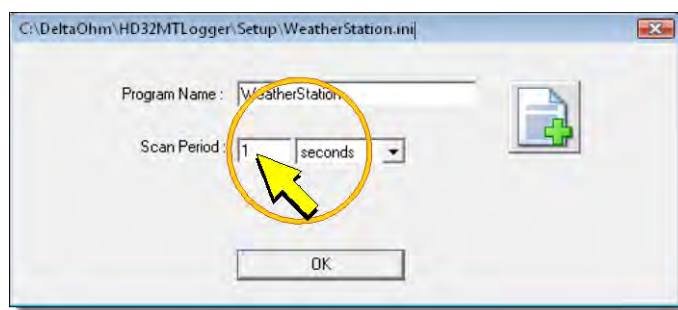 C:\DeltaOhm\HD32MTLogger\Setup\WeatherStation.ini
Program Name : WeatherStation
Scan Period : 1 seconds
OK